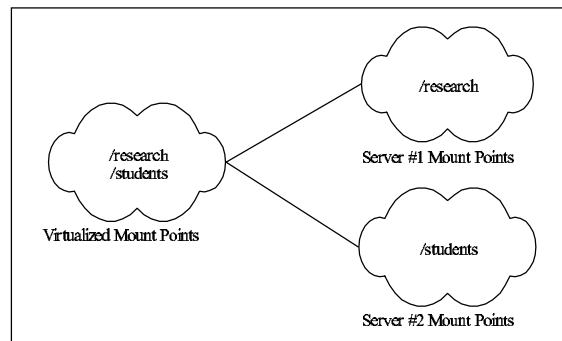 /research
/research
/students
Server #1 Mount Points
Virtualized Mount Points
/students
Server #2 Mount Points